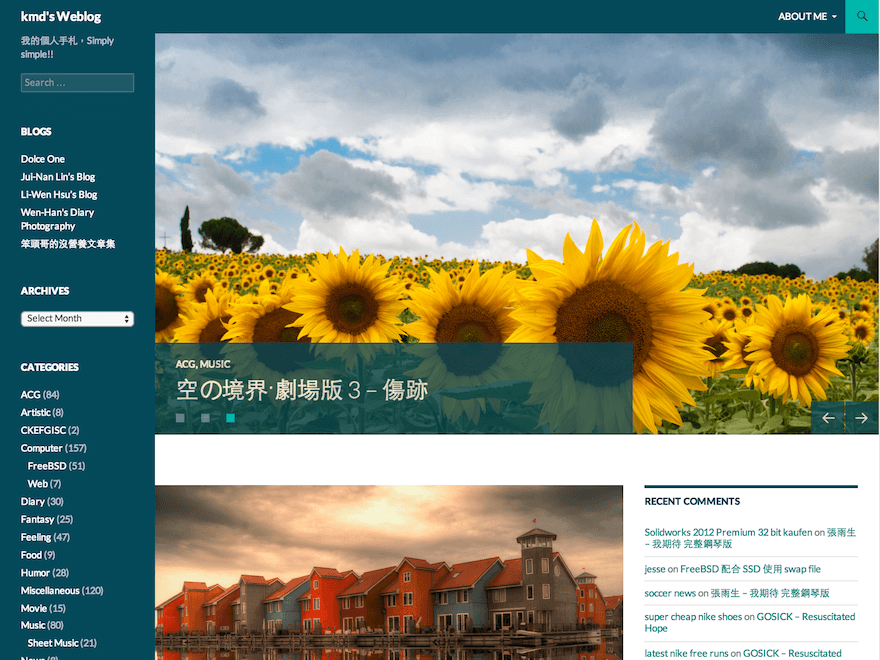 kmd's Weblog
ABOUT ME
我的個人手札，Simply
simple!!
Search …
BLOGS
Dolce One
Jui-Nan Lin's Blog
Li-Wen Hsu's Blog
Wen-Han's Diary
Photography
笨頭哥的沒營養文章集
ARCHIVES
Select Month
CATEGORIES
ACG (84)
Artistic (8)
CKEFGISC (2)
Computer (157)
FreeBSD (51)
Web (7)
Diary (30)
Fantasy (25)
Feeling (47)
Food (9)
Humor (28)
Miscellaneous (120)
Movie (15)
Music (80)
Sheet Music (21)
ACG, MUSIC
空の境界·劇場版 3 – 傷跡
RECENT COMMENTS
Solidworks 2012 Premium 32 bit kaufen on 張雨生
– 我期待 完整鋼琴版
jesse on FreeBSD 配合 SSD 使用 swap file
soccer news on 張雨生 – 我期待 完整鋼琴版
super cheap nike shoes on GOSICK – Resuscitated
Hope
latest nike free runs on GOSICK – Resuscitated